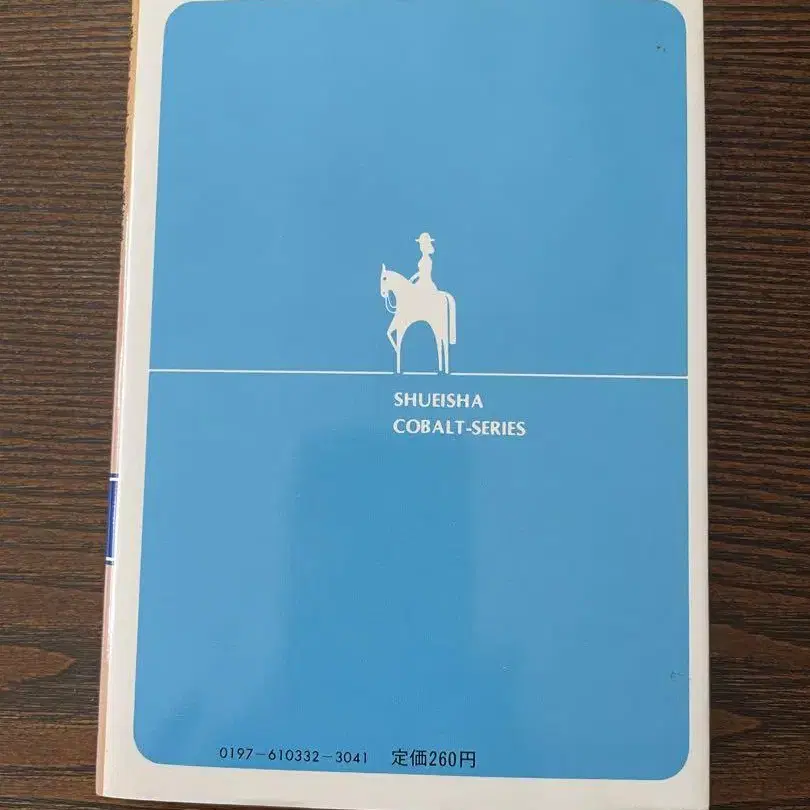 SHUEISHA
COBALT-SERIES
0197-610332-3041 定価260円